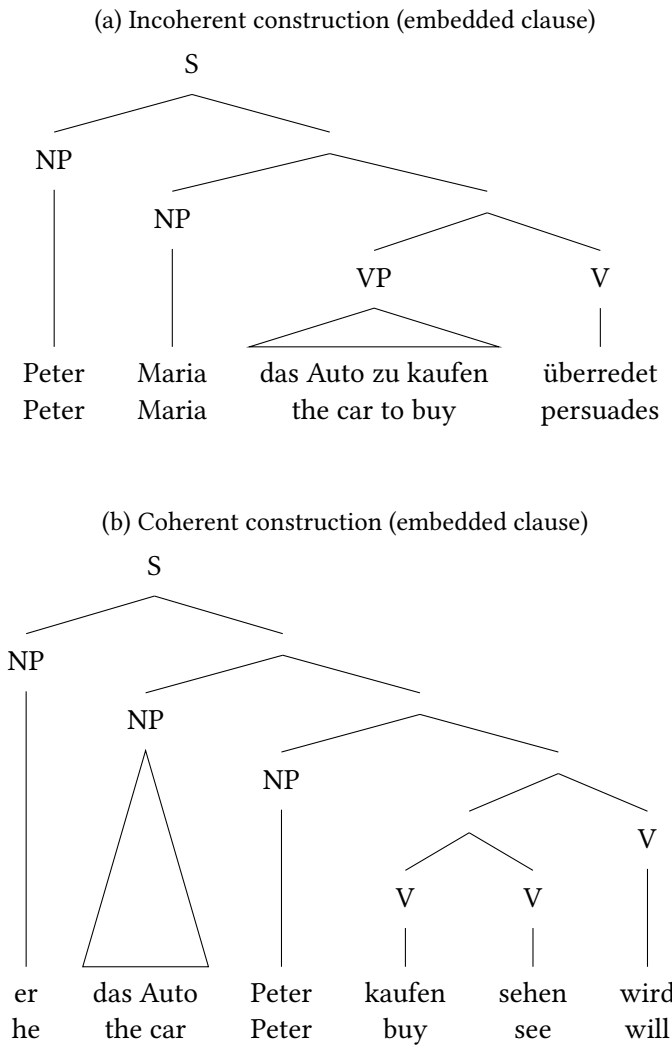 (a) Incoherent construction (embedded clause)
S
NP
NP
VP V
Peter Maria das Auto zu kaufen überredet
Peter Maria the car to buy persuades
(b) Coherent construction (embedded clause)
S
NP
NP
NP
V
V V
er das Auto Peter kaufen sehen wird
he the car Peter buy see will